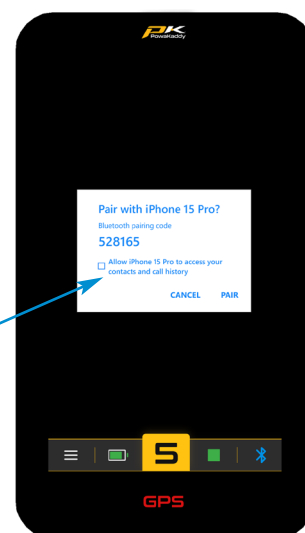 PK
PowaKaddy
Pair with iPhone 15 Pro?
Bluetooth pairing code
528165
Allow iPhone 15 Pro to access your
contacts and call history
CANCEL PAIR
5
GPS